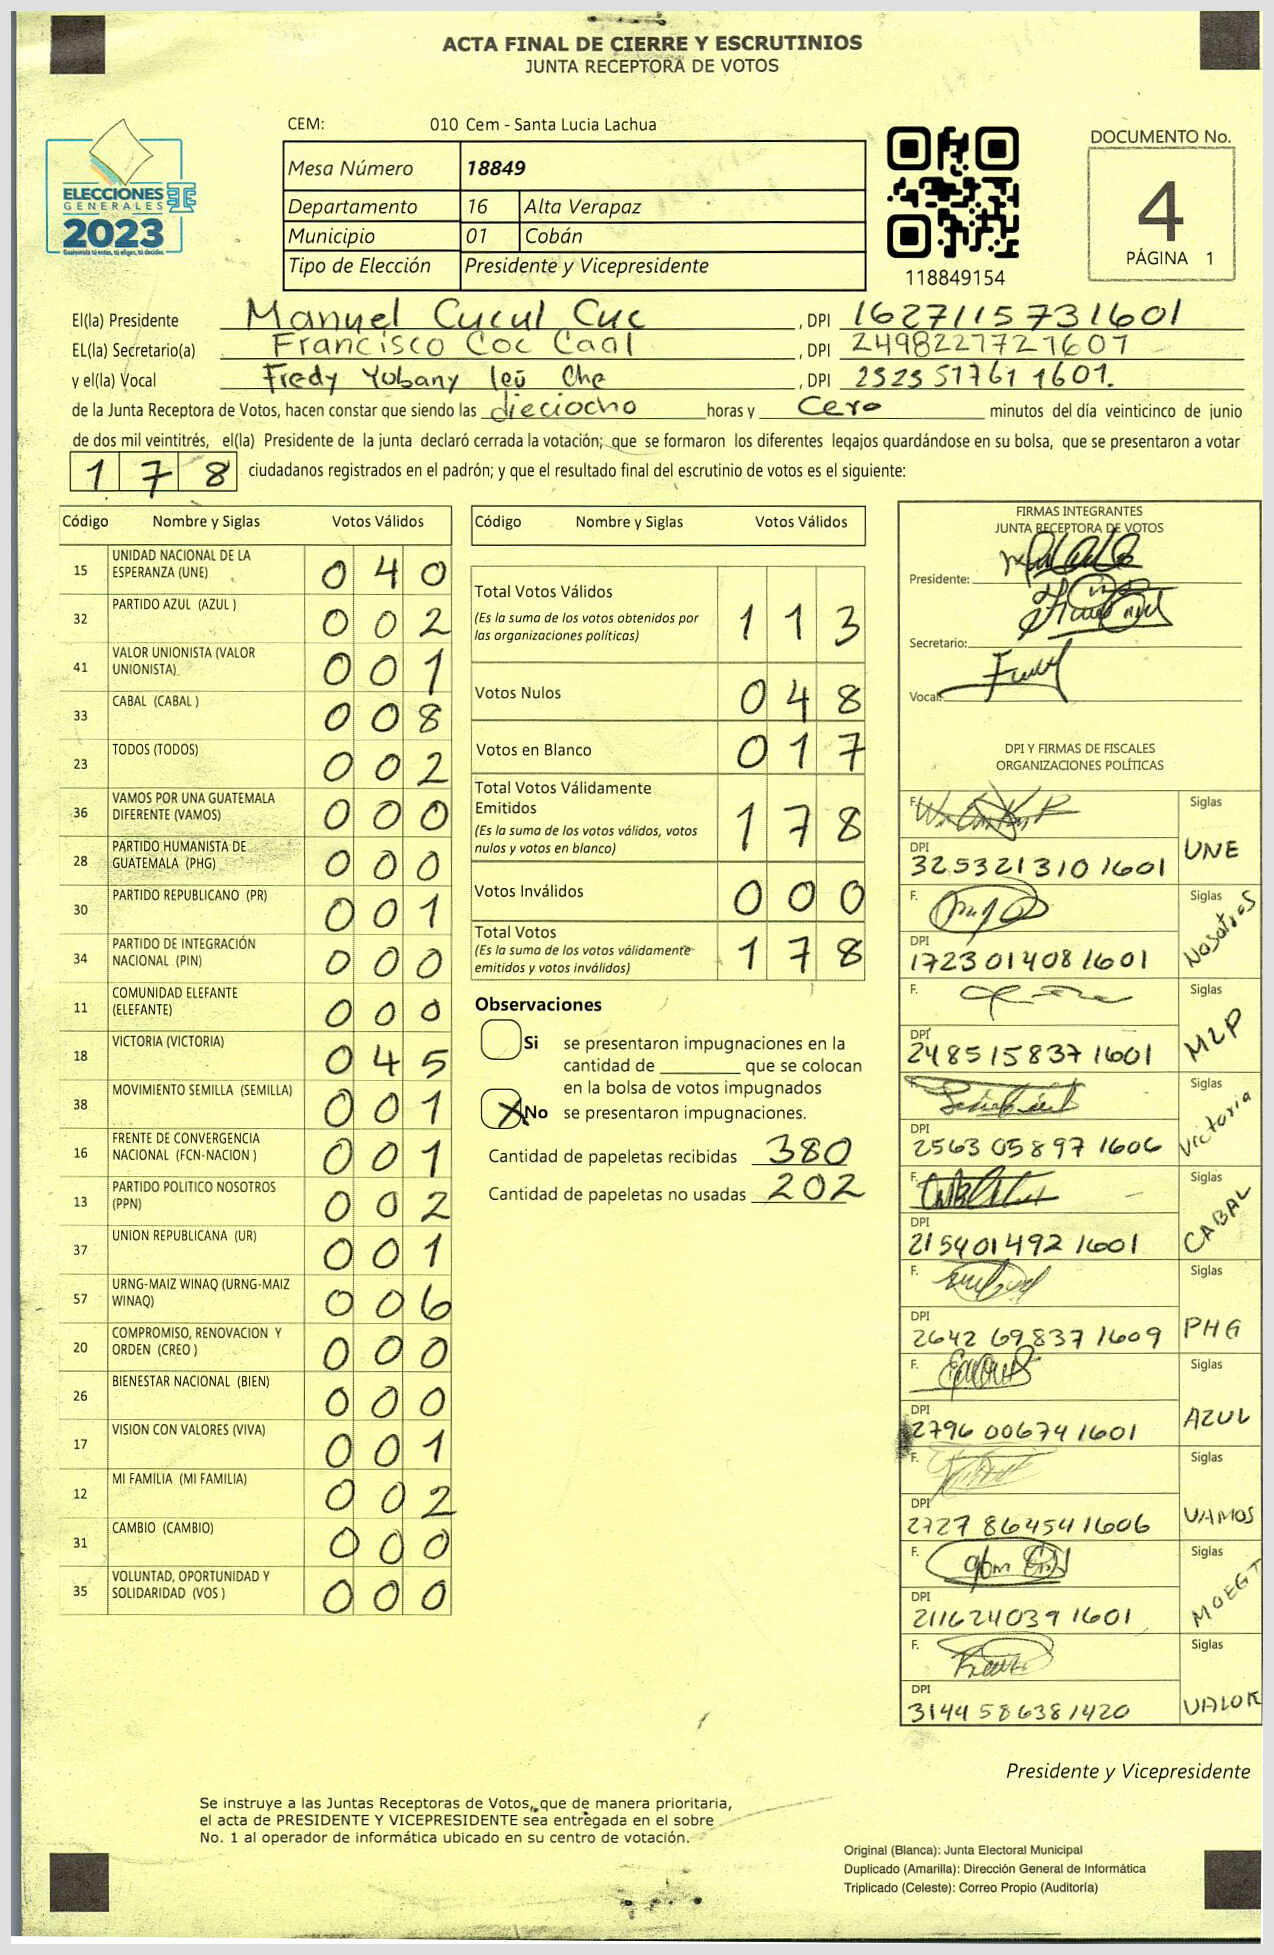 ACTA FINAL DE CIERRE Y ESCRUTINIOS
JUNTA RECEPTORA DE VOTOS
CEM: 010 Cem - Santa Lucia Lachua
ELECCIONES
GENERALES
2023
Guatemala tú votas, tú eliges, tú decides
Mesa Número 18849
Departamento 16 Alta Verapaz
Municipio 01 Cobán
Tipo de Elección Presidente y Vicepresidente
118849154
DOCUMENTO No.
4
PÁGINA 1
El(la) Presidente Manuel Cucul Cuc , DPI 1627115731601
EL(la) Secretario(a) Francisco Coc Caal , DPI 2498227721601
y el(la) Vocal Fredy Yobany Ieú Che , DPI 2323517611601.
de la Junta Receptora de Votos, hacen constar que siendo las dieciocho horas y Cero minutos del día veinticinco de junio
de dos mil veintitrés, el(la) Presidente de la junta declaró cerrada la votación; que se formaron los diferentes legajos guardándose en su bolsa, que se presentaron a votar
1 7 8 ciudadanos registrados en el padrón; y que el resultado final del escrutinio de votos es el siguiente:
Código Nombre y Siglas Votos Válidos
15 UNIDAD NACIONAL DE LA ESPERANZA (UNE) 0 4 0
32 PARTIDO AZUL (AZUL ) 0 0 2
41 VALOR UNIONISTA (VALOR UNIONISTA) 0 0 1
33 CABAL (CABAL ) 0 0 8
23 TODOS (TODOS) 0 0 2
36 VAMOS POR UNA GUATEMALA DIFERENTE (VAMOS) 0 0 0
28 PARTIDO HUMANISTA DE GUATEMALA (PHG) 0 0 0
30 PARTIDO REPUBLICANO (PR) 0 0 1
34 PARTIDO DE INTEGRACIÓN NACIONAL (PIN) 0 0 0
11 COMUNIDAD ELEFANTE (ELEFANTE) 0 0 0
18 VICTORIA (VICTORIA) 0 4 5
38 MOVIMIENTO SEMILLA (SEMILLA) 0 0 1
16 FRENTE DE CONVERGENCIA NACIONAL (FCN-NACION ) 0 0 1
13 PARTIDO POLITICO NOSOTROS (PPN) 0 0 2
37 UNION REPUBLICANA (UR) 0 0 1
57 URNG-MAIZ WINAQ (URNG-MAIZ WINAQ) 0 0 6
20 COMPROMISO, RENOVACION Y ORDEN (CREO ) 0 0 0
26 BIENESTAR NACIONAL (BIEN) 0 0 0
17 VISION CON VALORES (VIVA) 0 0 1
12 MI FAMILIA (MI FAMILIA) 0 0 2
31 CAMBIO (CAMBIO) 0 0 0
35 VOLUNTAD, OPORTUNIDAD Y SOLIDARIDAD (VOS ) 0 0 0
Código Nombre y Siglas Votos Válidos
Total Votos Válidos 1 1 3
(Es la suma de los votos obtenidos por
las organizaciones políticas)
Votos Nulos 0 4 8
Votos en Blanco 0 1 7
Total Votos Válidamente
Emitidos 1 7 8
(Es la suma de los votos válidos, votos
nulos y votos en blanco)
Votos Inválidos 0 0 0
Total Votos 1 7 8
(Es la suma de los votos válidamente
emitidos y votos inválidos)
Observaciones
Si se presentaron impugnaciones en la
cantidad de ________ que se colocan
en la bolsa de votos impugnados
X No se presentaron impugnaciones.
Cantidad de papeletas recibidas 380
Cantidad de papeletas no usadas 202
FIRMAS INTEGRANTES
JUNTA RECEPTORA DE VOTOS
Presidente:
Secretario:
Vocal:
DPI Y FIRMAS DE FISCALES
ORGANIZACIONES POLÍTICAS
F. Siglas
DPI 3253213101601 UNE
F. Siglas
DPI 1723014081601 Nosotros
F. Siglas
DPI 2485158371601 MLP
F. Siglas
DPI 2563058971606 Victoria
F. Siglas
DPI 2154014921601 CABAL
F. Siglas
DPI 2642698371609 PHG
F. Siglas
DPI 2796006741601 AZUL
F. Siglas
DPI 2727864541606 VAMOS
F. Siglas
DPI 2116240391601 MOEGT
F. Siglas
DPI 3144586381420 VALOR
Presidente y Vicepresidente
Se instruye a las Juntas Receptoras de Votos, que de manera prioritaria,
el acta de PRESIDENTE Y VICEPRESIDENTE sea entregada en el sobre
No. 1 al operador de informática ubicado en su centro de votación.
Original (Blanca): Junta Electoral Municipal
Duplicado (Amarilla): Dirección General de Informática
Triplicado (Celeste): Correo Propio (Auditoría)